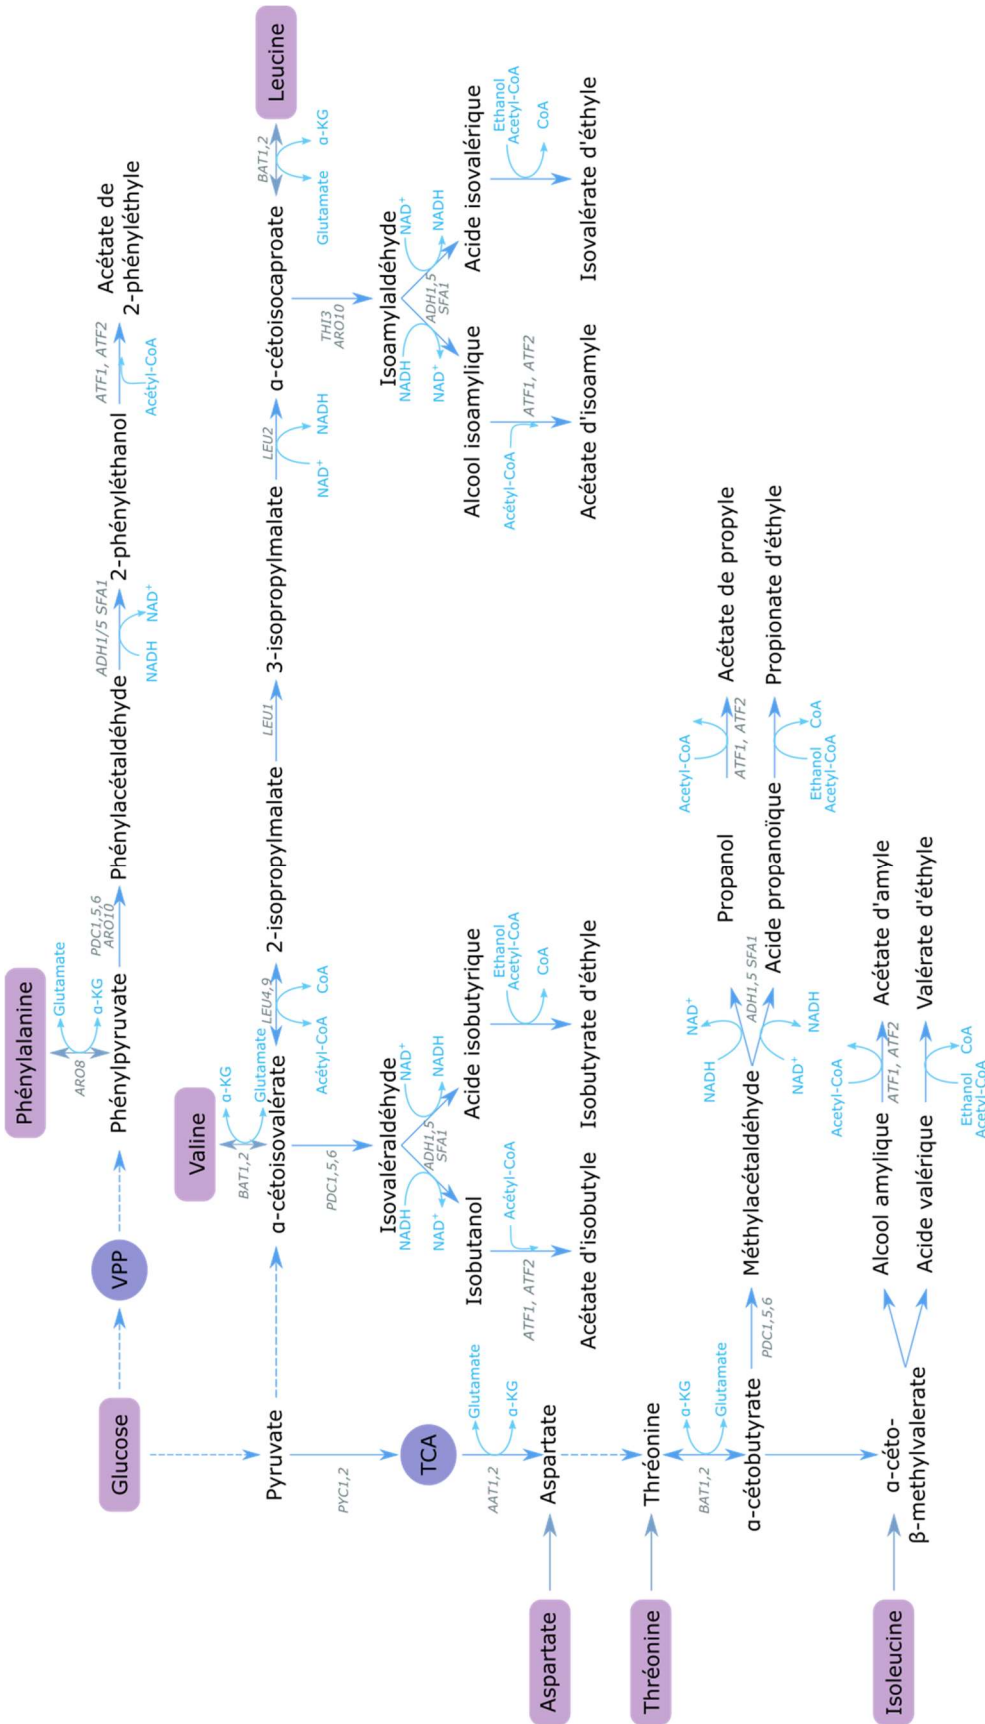 Phénylalanine
Glutamate
α-KG
ARO8
Glucose
VPP
Phénylpyruvate
PDC1,5,6
ARO10
Phénylacétaldéhyde
ADH1/5 SFA1
NADH
NAD⁺
2-phényléthanol
ATF1, ATF2
Acétyl-CoA
Acétate de
2-phényléthyle
Valine
α-KG
Glutamate
BAT1,2
Pyruvate
α-cétoisovalérate
LEU4,9
Acétyl-CoA
CoA
2-isopropylmalate
LEU1
3-isopropylmalate
LEU2
NAD⁺
NADH
α-cétoisocaproate
BAT1,2
Glutamate
α-KG
Leucine
PYC1,2
PDC1,5,6
THI3
ARO10
TCA
Isovaléraldéhyde
NADH
NAD⁺
ADH1,5
SFA1
NAD⁺
NADH
Isoamylaldéhyde
NADH
NAD⁺
ADH1,5
SFA1
NAD⁺
NADH
AAT1,2
Glutamate
α-KG
Isobutanol
Acide isobutyrique
Alcool isoamylique
Acide isovalérique
ATF1, ATF2
Acétyl-CoA
Ethanol
Acetyl-CoA
CoA
Acétyl-CoA
ATF1, ATF2
Ethanol
Acetyl-CoA
CoA
Aspartate
Aspartate
Acétate d'isobutyle
Isobutyrate d'éthyle
Acétate d'isoamyle
Isovalérate d'éthyle
Thréonine
Thréonine
BAT1,2
α-KG
Glutamate
α-cétobutyrate
PDC1,5,6
Méthylacétaldéhyde
NADH
NAD⁺
ADH1,5 SFA1
NAD⁺
NADH
Propanol
Acetyl-CoA
ATF1, ATF2
Acétate de propyle
Acide propanoïque
Ethanol
Acetyl-CoA
CoA
Propionate d'éthyle
Isoleucine
α-céto-
β-methylvalerate
Alcool amylique
Acetyl-CoA
ATF1, ATF2
Acétate d'amyle
Acide valérique
Ethanol
Acetyl-CoA
CoA
Valérate d'éthyle